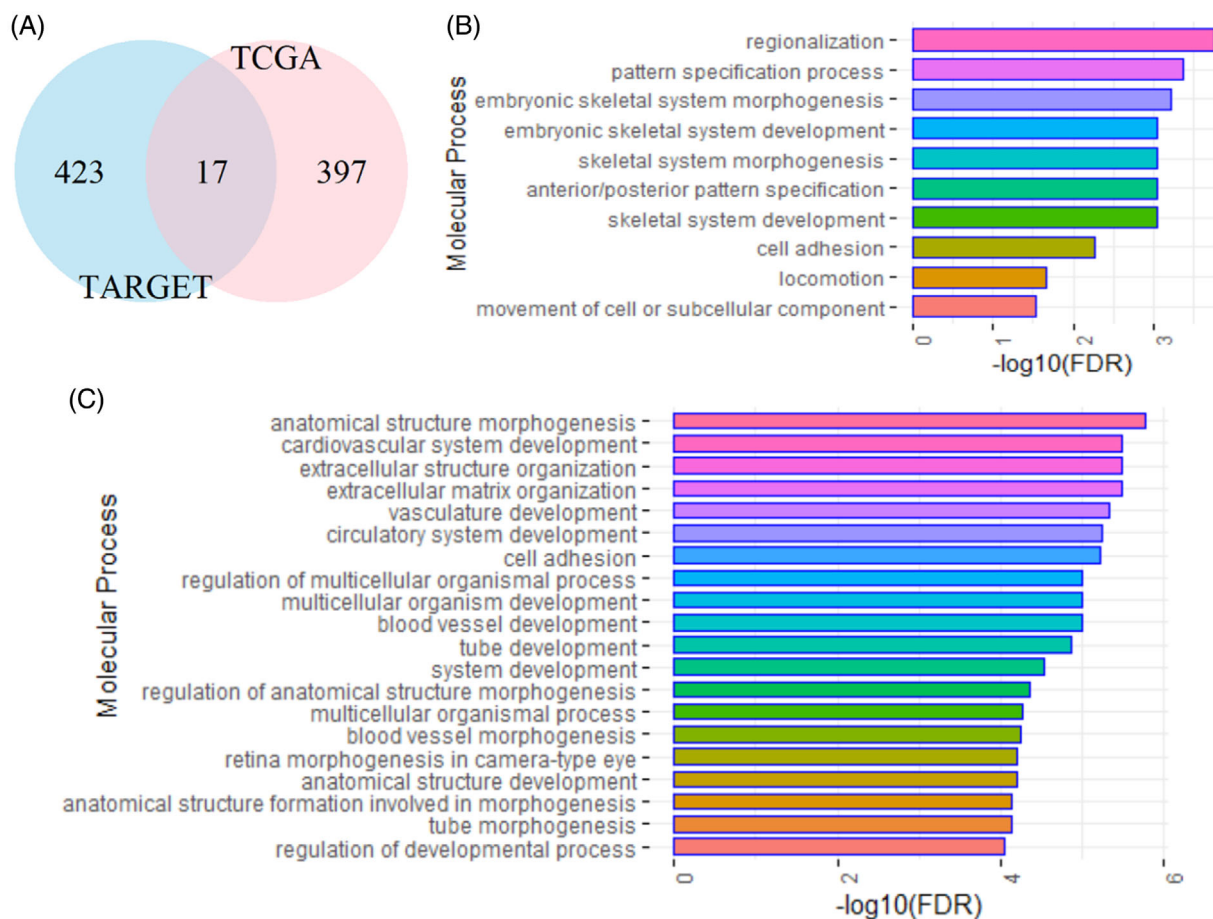 (A)
TCGA
423
17
397
TARGET
(B)
Molecular Process
regionalization
pattern specification process
embryonic skeletal system morphogenesis
embryonic skeletal system development
skeletal system morphogenesis
anterior/posterior pattern specification
skeletal system development
cell adhesion
locomotion
movement of cell or subcellular component
0 1 2 3
-log10(FDR)
(C)
Molecular Process
anatomical structure morphogenesis
cardiovascular system development
extracellular structure organization
extracellular matrix organization
vasculature development
circulatory system development
cell adhesion
regulation of multicellular organismal process
multicellular organism development
blood vessel development
tube development
system development
regulation of anatomical structure morphogenesis
multicellular organismal process
blood vessel morphogenesis
retina morphogenesis in camera-type eye
anatomical structure development
anatomical structure formation involved in morphogenesis
tube morphogenesis
regulation of developmental process
0 2 4 6
-log10(FDR)